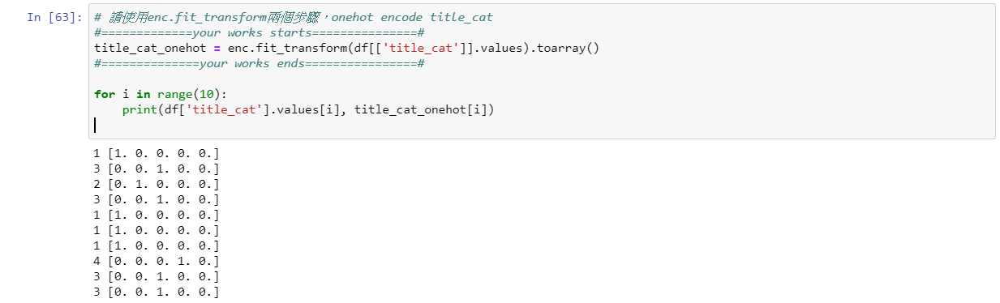 In [63]: # 請使用enc.fit_transform兩個步驟，onehot encode title_cat
#=============your works starts===============#
title_cat_onehot = enc.fit_transform(df[['title_cat']].values).toarray()
#==============your works ends================#
for i in range(10):
    print(df['title_cat'].values[i], title_cat_onehot[i])
1 [1. 0. 0. 0. 0.]
3 [0. 0. 1. 0. 0.]
2 [0. 1. 0. 0. 0.]
3 [0. 0. 1. 0. 0.]
1 [1. 0. 0. 0. 0.]
1 [1. 0. 0. 0. 0.]
1 [1. 0. 0. 0. 0.]
4 [0. 0. 0. 1. 0.]
3 [0. 0. 1. 0. 0.]
3 [0. 0. 1. 0. 0.]